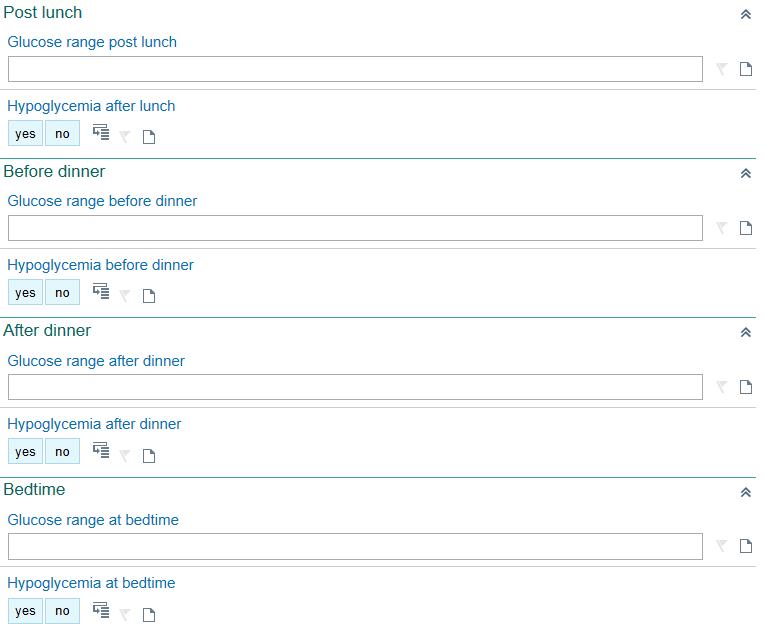 Post lunch
Glucose range post lunch
Hypoglycemia after lunch
yes no
Before dinner
Glucose range before dinner
Hypoglycemia before dinner
yes no
After dinner
Glucose range after dinner
Hypoglycemia after dinner
yes no
Bedtime
Glucose range at bedtime
Hypoglycemia at bedtime
yes no